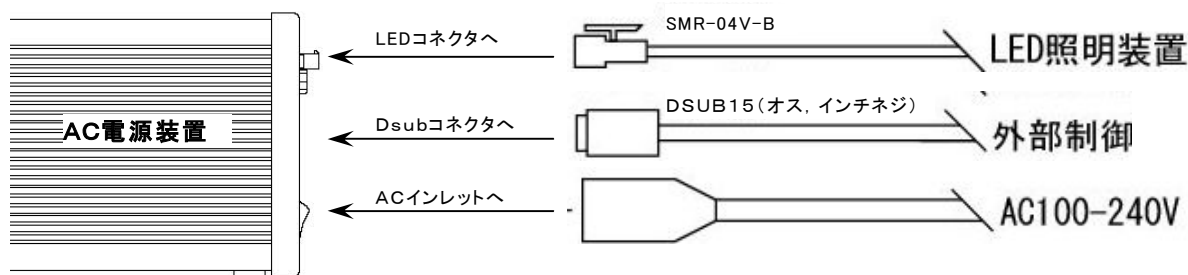 LEDコネクタへ
SMR-04V-B
LED照明装置
AC電源装置
Dsubコネクタへ
DSUB15(オス, インチネジ)
外部制御
ACインレットへ
AC100-240V